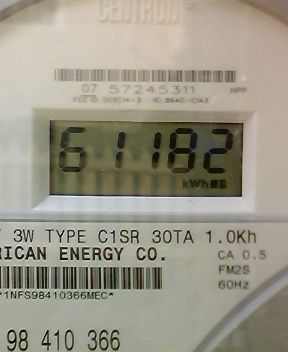 CENTRON
07 57245311
61182
kWh
3W TYPE C1SR 30TA 1.0Kh
RICAN ENERGY CO.
CA 0.5
FM2S
60Hz
*1NFS98410366MEC*
98 410 366